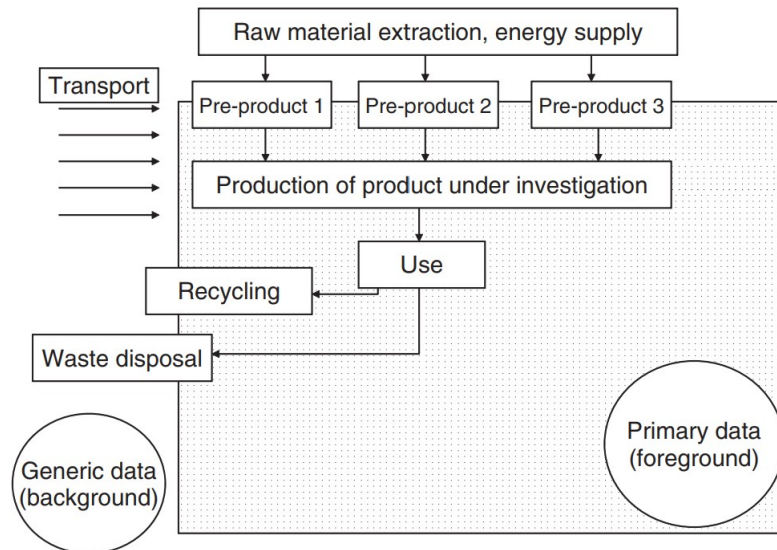 Raw material extraction, energy supply
Transport
Pre-product 1
Pre-product 2
Pre-product 3
Production of product under investigation
Use
Recycling
Waste disposal
Generic data
(background)
Primary data
(foreground)